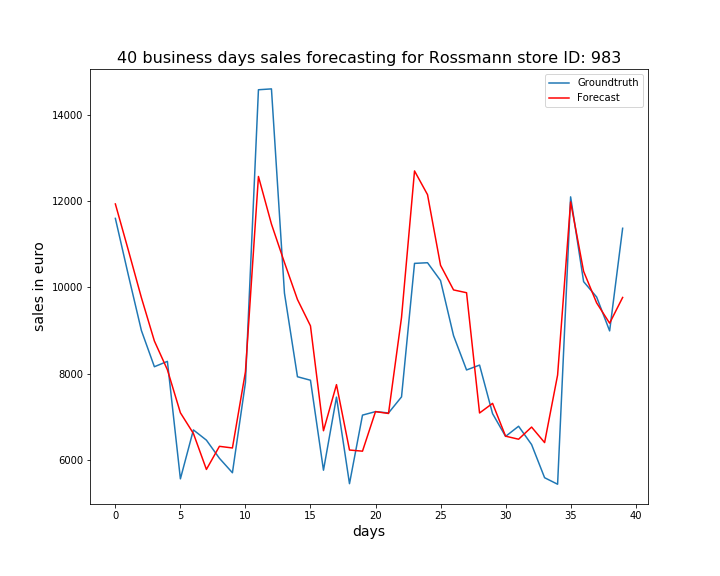 40 business days sales forecasting for Rossmann store ID: 983
Groundtruth
Forecast
14000
12000
10000
8000
6000
sales in euro
0 5 10 15 20 25 30 35 40
days